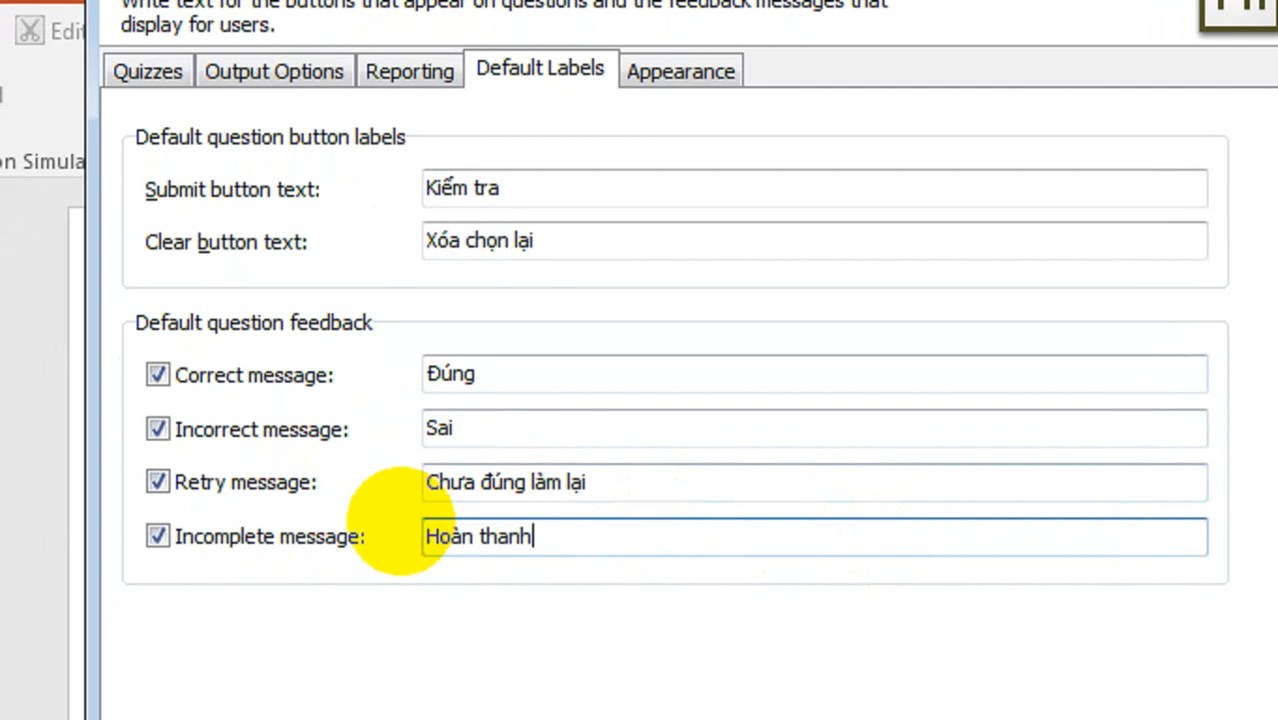 Write text for the buttons that appear on questions and the feedback messages that
display for users.
Quizzes Output Options Reporting Default Labels Appearance
Default question button labels
Submit button text: Kiểm tra
Clear button text: Xóa chọn lại
Default question feedback
Correct message: Đúng
Incorrect message: Sai
Retry message: Chưa đúng làm lại
Incomplete message: Hoàn thanh